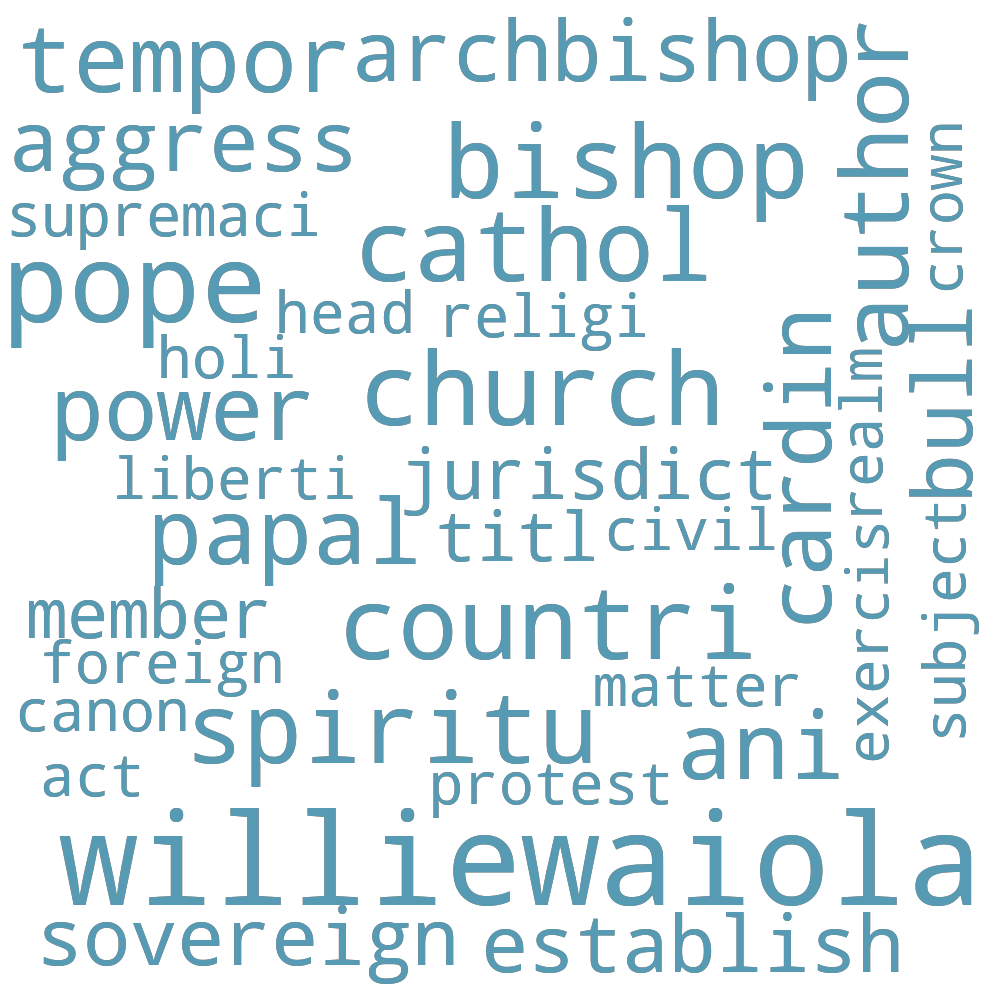 tempor archbishop
aggress
bishop
author
crown
supremaci
cathol
pope
head religi
holi
church
power
cardin
realm
bull
liberti
jurisdict
papal
titl
civil
exercis
subject
member
countri
foreign
matter
canon
spiritu
ani
act
protest
williewaiola
sovereign
establish